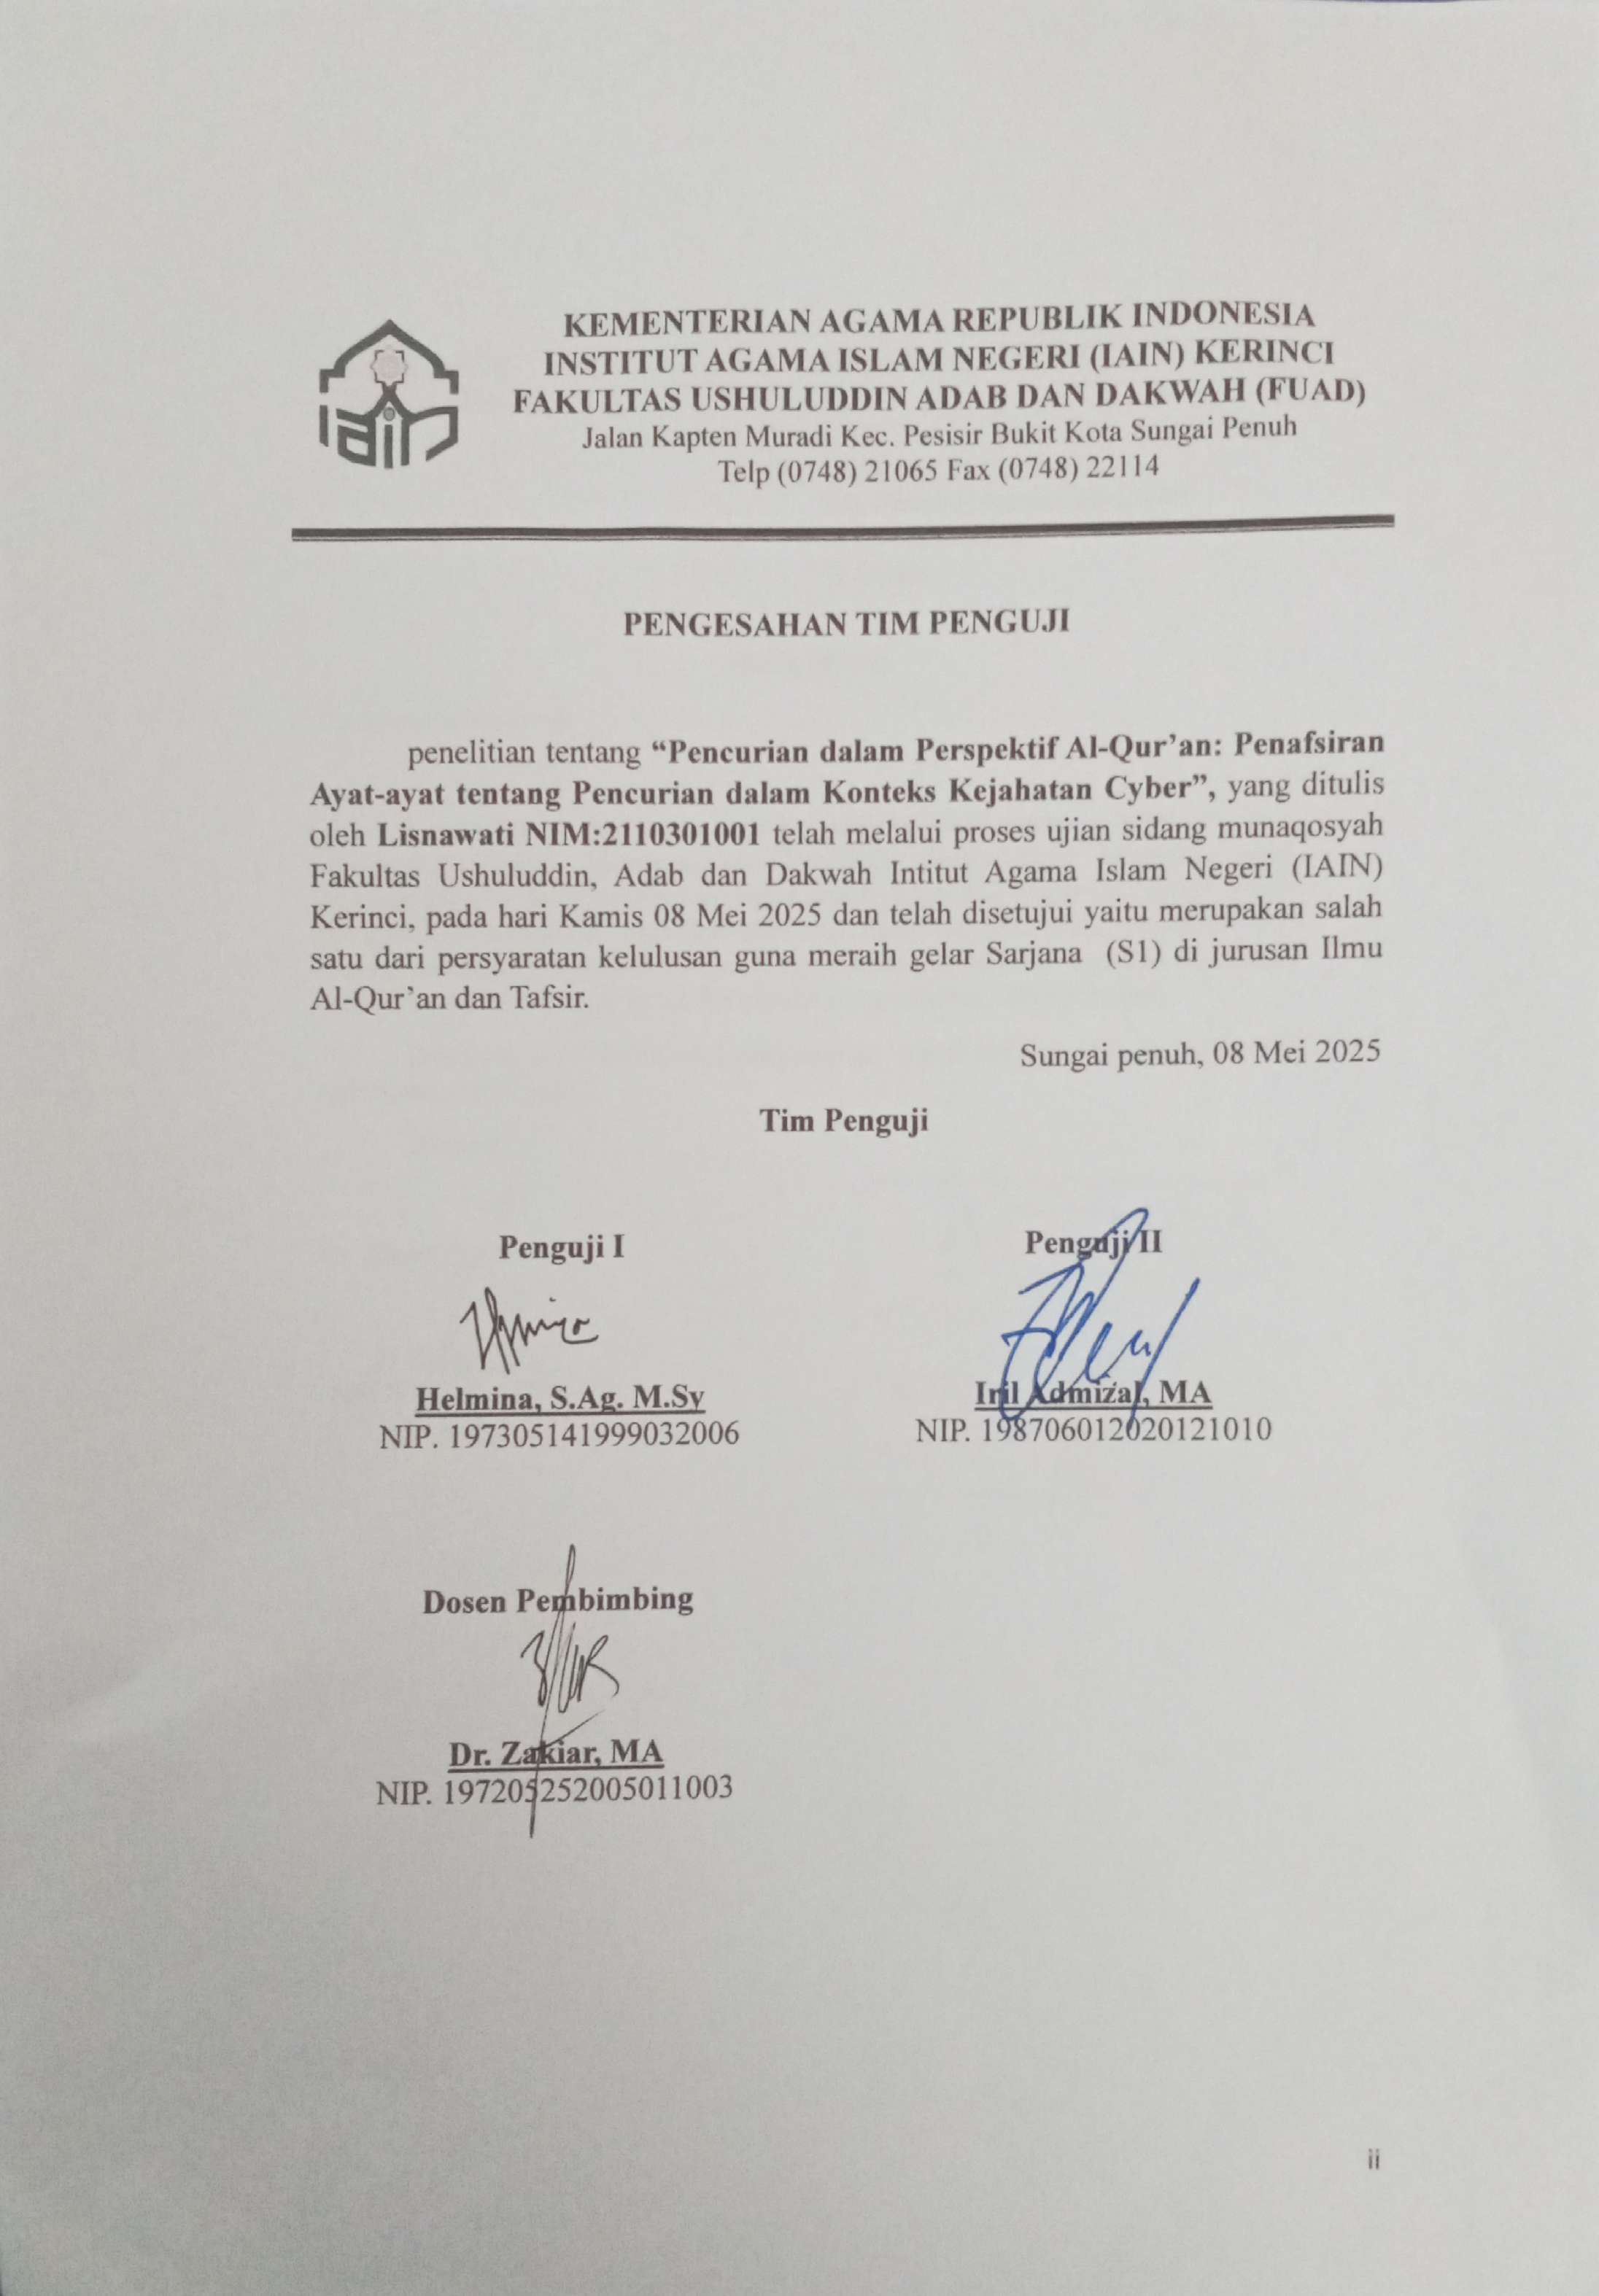 KEMENTERIAN AGAMA REPUBLIK INDONESIA
INSTITUT AGAMA ISLAM NEGERI (IAIN) KERINCI
FAKULTAS USHULUDDIN ADAB DAN DAKWAH (FUAD)
Jalan Kapten Muradi Kec. Pesisir Bukit Kota Sungai Penuh
Telp (0748) 21065 Fax (0748) 22114
iain
PENGESAHAN TIM PENGUJI
penelitian tentang “Pencurian dalam Perspektif Al-Qur’an: Penafsiran
Ayat-ayat tentang Pencurian dalam Konteks Kejahatan Cyber”, yang ditulis
oleh Lisnawati NIM:2110301001 telah melalui proses ujian sidang munaqosyah
Fakultas Ushuluddin, Adab dan Dakwah Intitut Agama Islam Negeri (IAIN)
Kerinci, pada hari Kamis 08 Mei 2025 dan telah disetujui yaitu merupakan salah
satu dari persyaratan kelulusan guna meraih gelar Sarjana (S1) di jurusan Ilmu
Al-Qur’an dan Tafsir.
Sungai penuh, 08 Mei 2025
Tim Penguji
Penguji I
Helmina, S.Ag. M.Sy
NIP. 197305141999032006
Penguji II
Iril Admizal, MA
NIP. 198706012020121010
Dosen Pembimbing
Dr. Zakiar, MA
NIP. 197205252005011003
ii